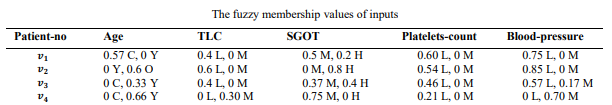 The fuzzy membership values of inputs
Patient-no Age TLC SGOT Platelets-count Blood-pressure
v₁ 0.57 C, 0 Y 0.4 L, 0 M 0.5 M, 0.2 H 0.60 L, 0 M 0.75 L, 0 M
v₂ 0 Y, 0.6 O 0.6 L, 0 M 0 M, 0.8 H 0.54 L, 0 M 0.85 L, 0 M
v₃ 0 C, 0.33 Y 0.4 L, 0 M 0.37 M, 0.4 H 0.46 L, 0 M 0.57 L, 0.17 M
v₄ 0 C, 0.66 Y 0 L, 0.30 M 0.75 M, 0 H 0.21 L, 0 M 0 L, 0.70 M